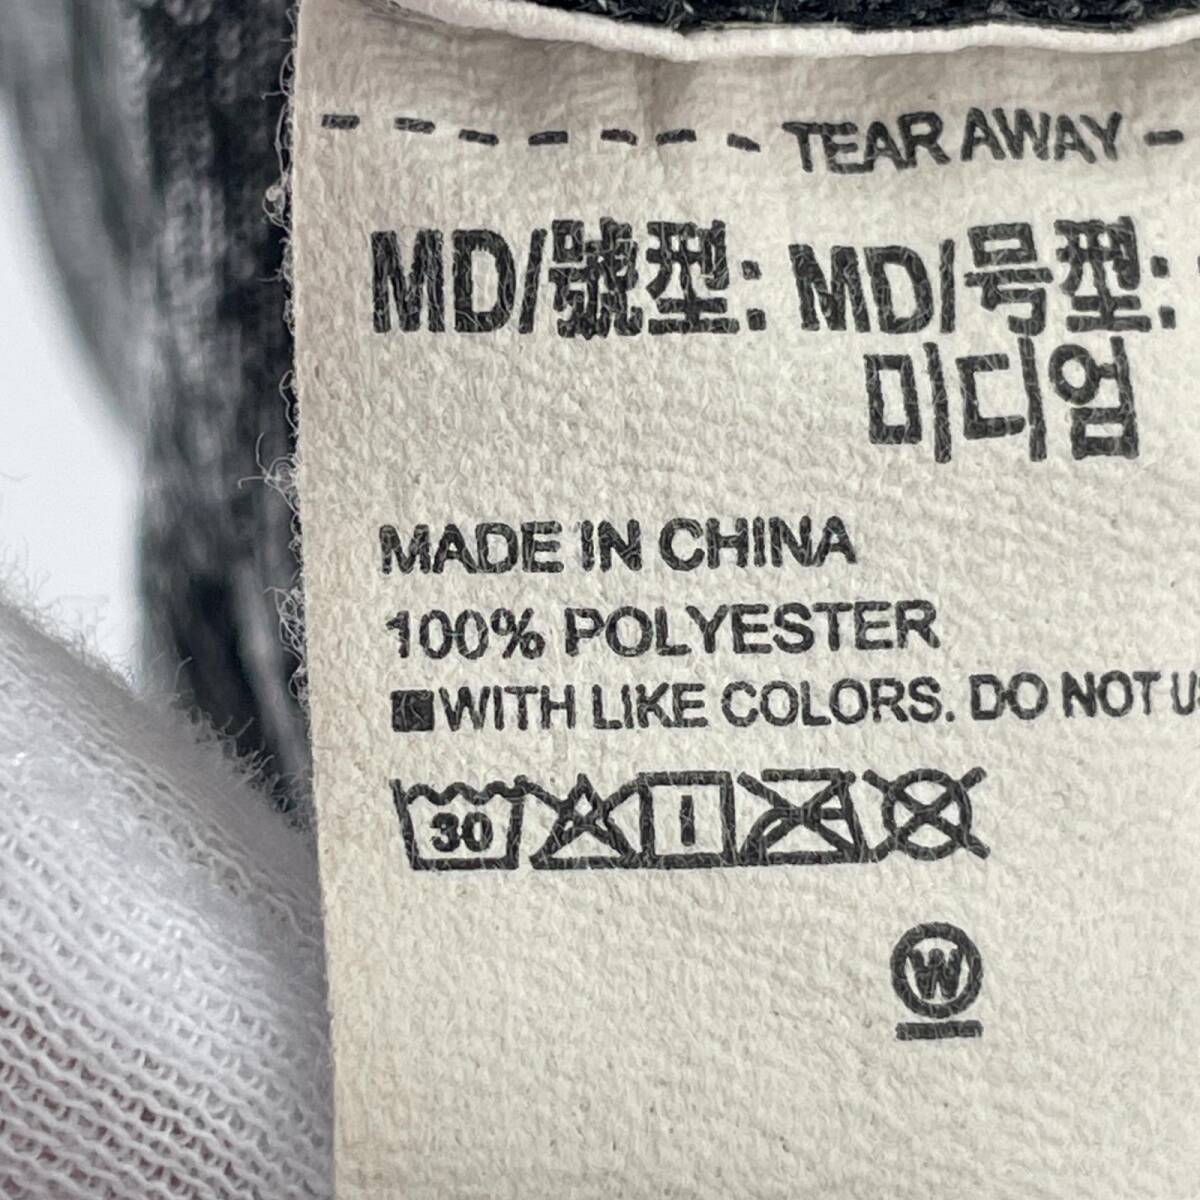 TEAR AWAY
MD/號型: MD/号型:
미디엄
MADE IN CHINA
100% POLYESTER
WITH LIKE COLORS. DO NOT
30
W